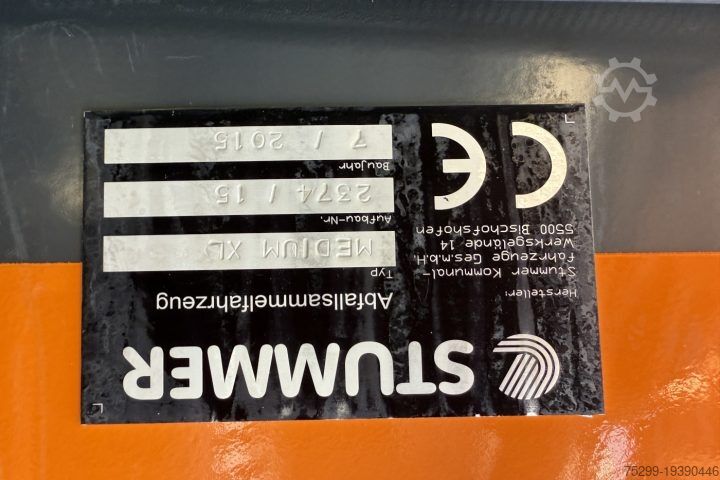 STUMMER
Abfallsammelfahrzeug
Hersteller:
Stummer Kommunal-
fahrzeuge Ges.m.b.H.
Werksgelände 14
5500 Bischofshofen
CE
Typ
MEDIUM XL
Aufbau-Nr.
2374 / 15
Baujahr
7 / 2015
75299-19390446